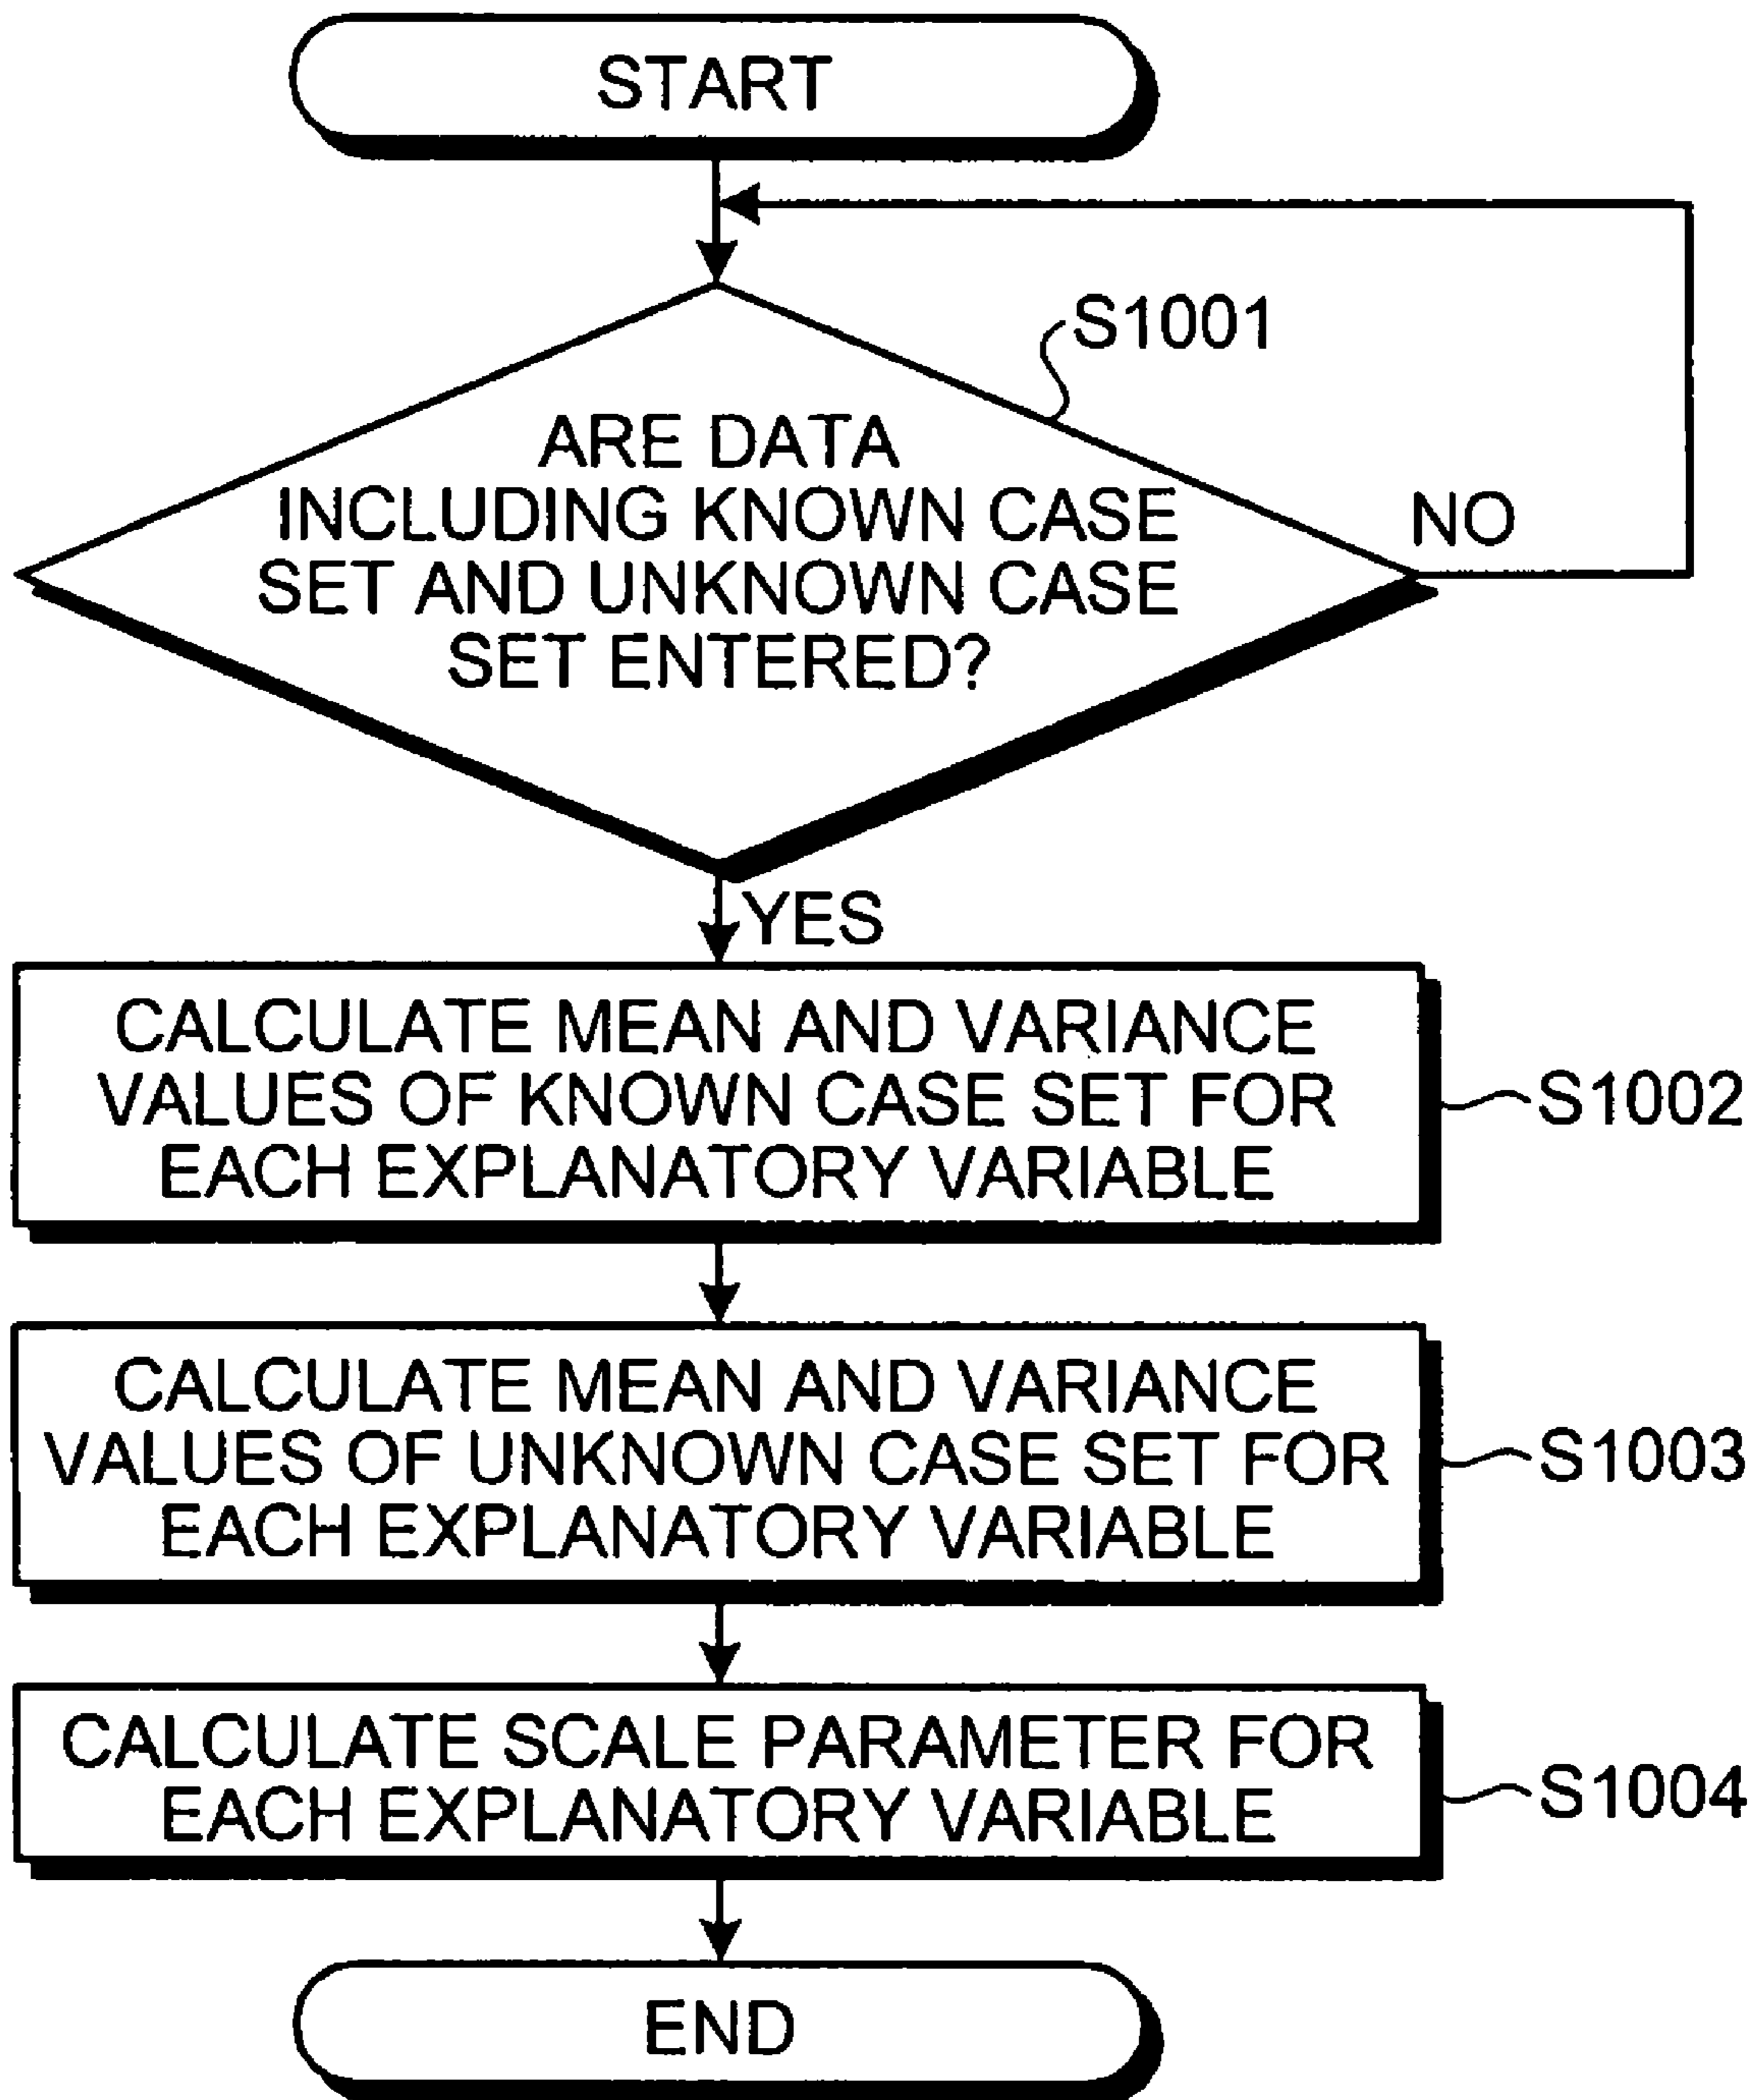 START
S1001
ARE DATA
INCLUDING KNOWN CASE
SET AND UNKNOWN CASE
SET ENTERED?
NO
YES
CALCULATE MEAN AND VARIANCE
VALUES OF KNOWN CASE SET FOR
EACH EXPLANATORY VARIABLE
S1002
CALCULATE MEAN AND VARIANCE
VALUES OF UNKNOWN CASE SET FOR
EACH EXPLANATORY VARIABLE
S1003
CALCULATE SCALE PARAMETER FOR
EACH EXPLANATORY VARIABLE
S1004
END